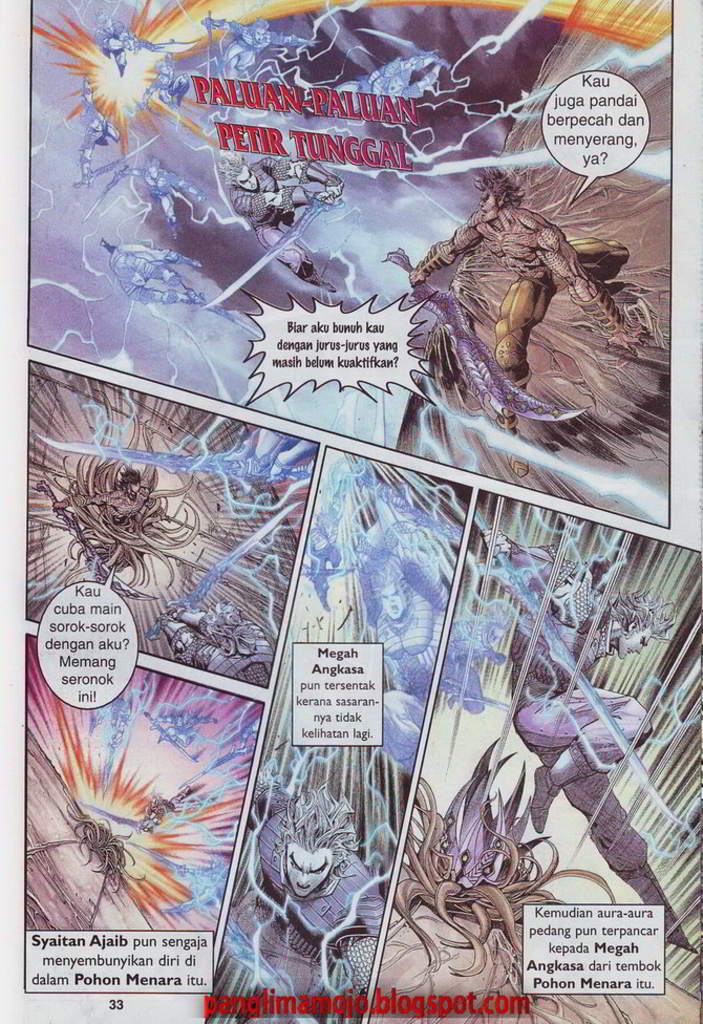 PALUAN-PALUAN
PETIR TUNGGAL
Kau
juga pandai
berpecah dan
menyerang,
ya?
Biar aku bunuh kau
dengan jurus-jurus yang
masih belum kuaktifkan?
Kau
cuba main
sorok-sorok
dengan aku?
Memang
seronok
ini!
Syaitan Ajaib pun sengaja
menyembunyikan diri di
dalam Pohon Menara itu.
Megah
Angkasa
pun tersentak
kerana sasaran-
nya tidak
kelihatan lagi.
Kemudian aura-aura
pedang pun terpancar
kepada Megah
Angkasa dari tembok
Pohon Menara itu.
33
panglimamojo.blogspot.com